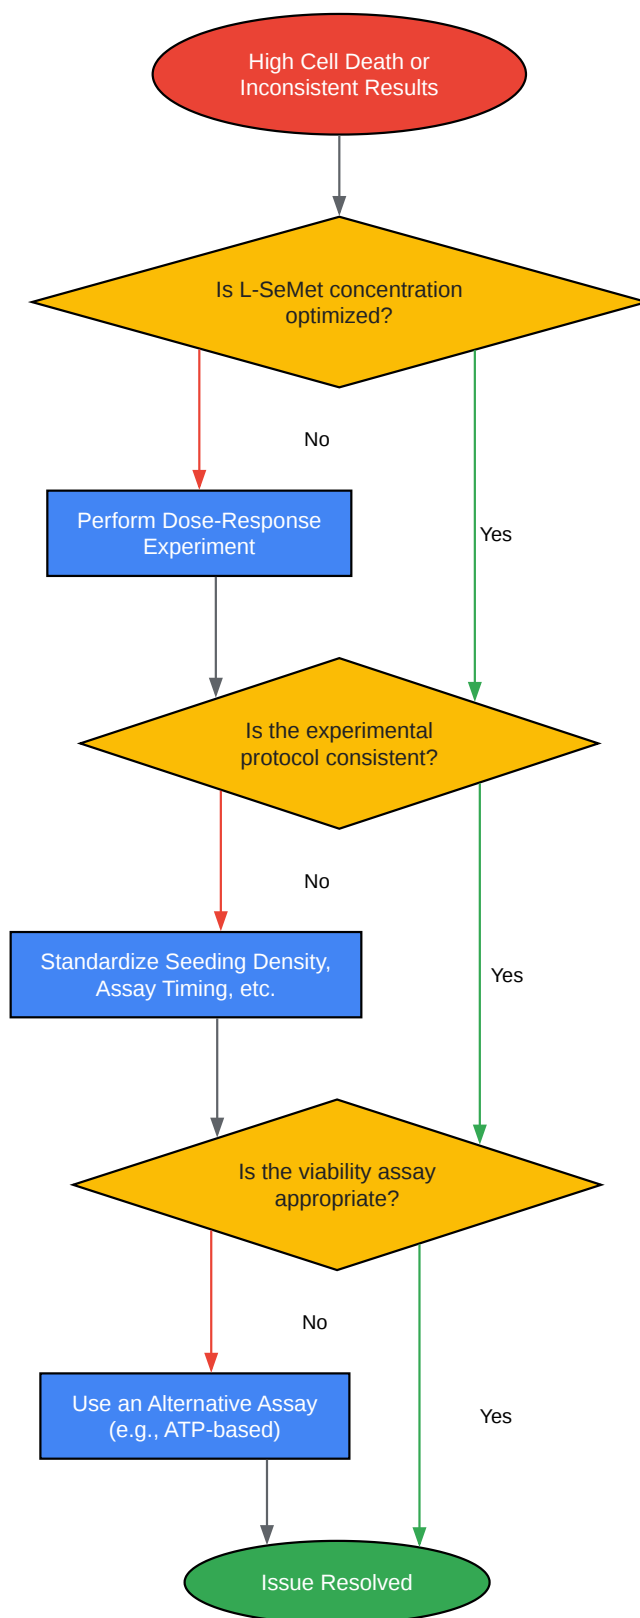 High Cell Death or
Inconsistent Results
Is L-SeMet concentration
optimized?
No
Perform Dose-Response
Experiment
Yes
Is the experimental
protocol consistent?
No
Standardize Seeding Density,
Assay Timing, etc.
Yes
Is the viability assay
appropriate?
No
Use an Alternative Assay
(e.g., ATP-based)
Yes
Issue Resolved